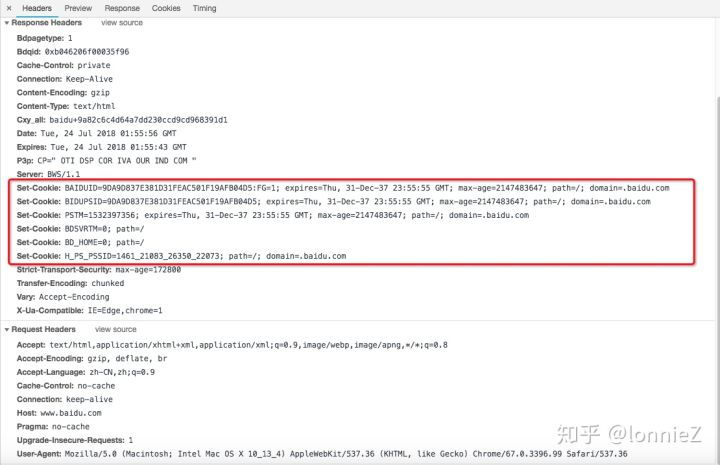 × Headers Preview Response Cookies Timing
▼ Response Headers view source
Bdpagetype: 1
Bdqid: 0xb046206f00035f96
Cache-Control: private
Connection: Keep-Alive
Content-Encoding: gzip
Content-Type: text/html
Cxy_all: baidu+9a82c6c4d64a7dd230ccd9cd968391d1
Date: Tue, 24 Jul 2018 01:55:56 GMT
Expires: Tue, 24 Jul 2018 01:55:43 GMT
P3p: CP=" OTI DSP COR IVA OUR IND COM "
Server: BWS/1.1
Set-Cookie: BAIDUID=9DA9D837E381D31FEAC501F19AFB04D5:FG=1; expires=Thu, 31-Dec-37 23:55:55 GMT; max-age=2147483647; path=/; domain=.baidu.com
Set-Cookie: BIDUPSID=9DA9D837E381D31FEAC501F19AFB04D5; expires=Thu, 31-Dec-37 23:55:55 GMT; max-age=2147483647; path=/; domain=.baidu.com
Set-Cookie: PSTM=1532397356; expires=Thu, 31-Dec-37 23:55:55 GMT; max-age=2147483647; path=/; domain=.baidu.com
Set-Cookie: BDSVRTM=0; path=/
Set-Cookie: BD_HOME=0; path=/
Set-Cookie: H_PS_PSSID=1461_21083_26350_22073; path=/; domain=.baidu.com
Strict-Transport-Security: max-age=172800
Transfer-Encoding: chunked
Vary: Accept-Encoding
X-Ua-Compatible: IE=Edge,chrome=1
▼ Request Headers view source
Accept: text/html,application/xhtml+xml,application/xml;q=0.9,image/webp,image/apng,*/*;q=0.8
Accept-Encoding: gzip, deflate, br
Accept-Language: zh-CN,zh;q=0.9
Cache-Control: no-cache
Connection: keep-alive
Host: www.baidu.com
Pragma: no-cache
Upgrade-Insecure-Requests: 1
User-Agent: Mozilla/5.0 (Macintosh; Intel Mac OS X 10_13_4) AppleWebKit/537.36 (KHTML, like Gecko) Chrome/67.0.3396.99 Safari/537.36
知乎 @lonnieZ